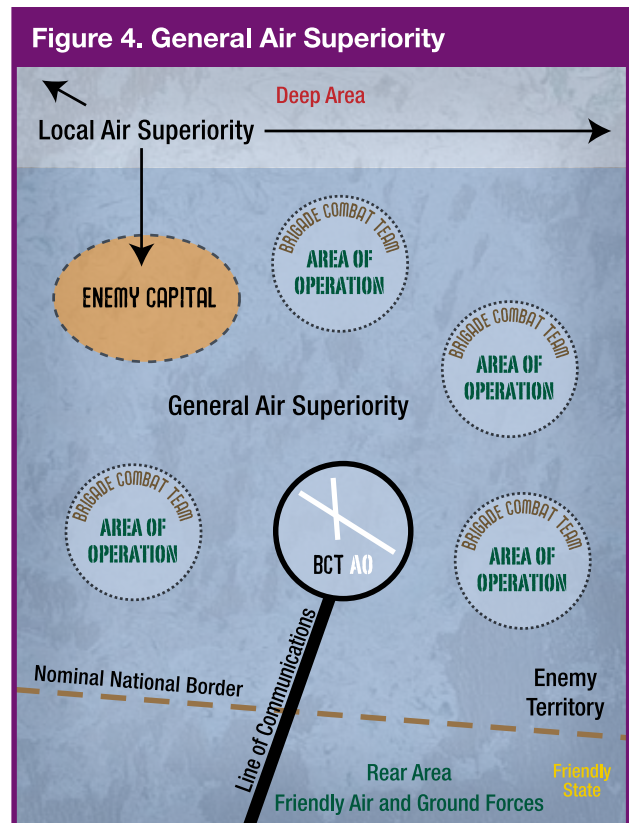 Figure 4. General Air Superiority
Deep Area
Local Air Superiority
BRIGADE COMBAT TEAM
AREA OF
OPERATION
ENEMY CAPITAL
BRIGADE COMBAT TEAM
AREA OF
OPERATION
General Air Superiority
BRIGADE COMBAT TEAM
AREA OF
OPERATION
BCT AO
BRIGADE COMBAT TEAM
AREA OF
OPERATION
Line of Communications
Nominal National Border
Enemy
Territory
Rear Area
Friendly Air and Ground Forces
Friendly
State